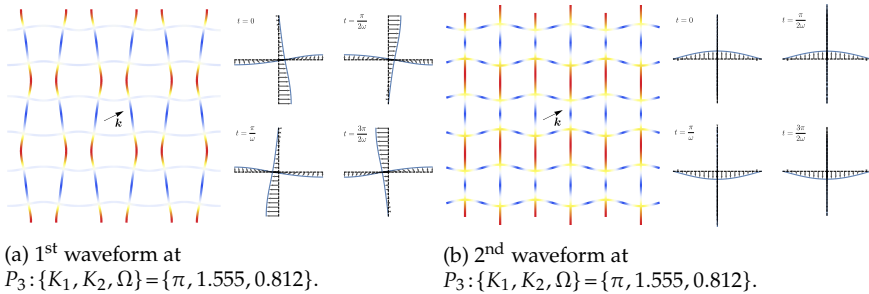 t = 0
t = π/2ω
k
t = π/ω
t = 3π/2ω
(a) 1st waveform at
P3:{K1, K2, Ω}={π, 1.555, 0.812}.
t = 0
t = π/2ω
k
t = π/ω
t = 3π/2ω
(b) 2nd waveform at
P3:{K1, K2, Ω}={π, 1.555, 0.812}.